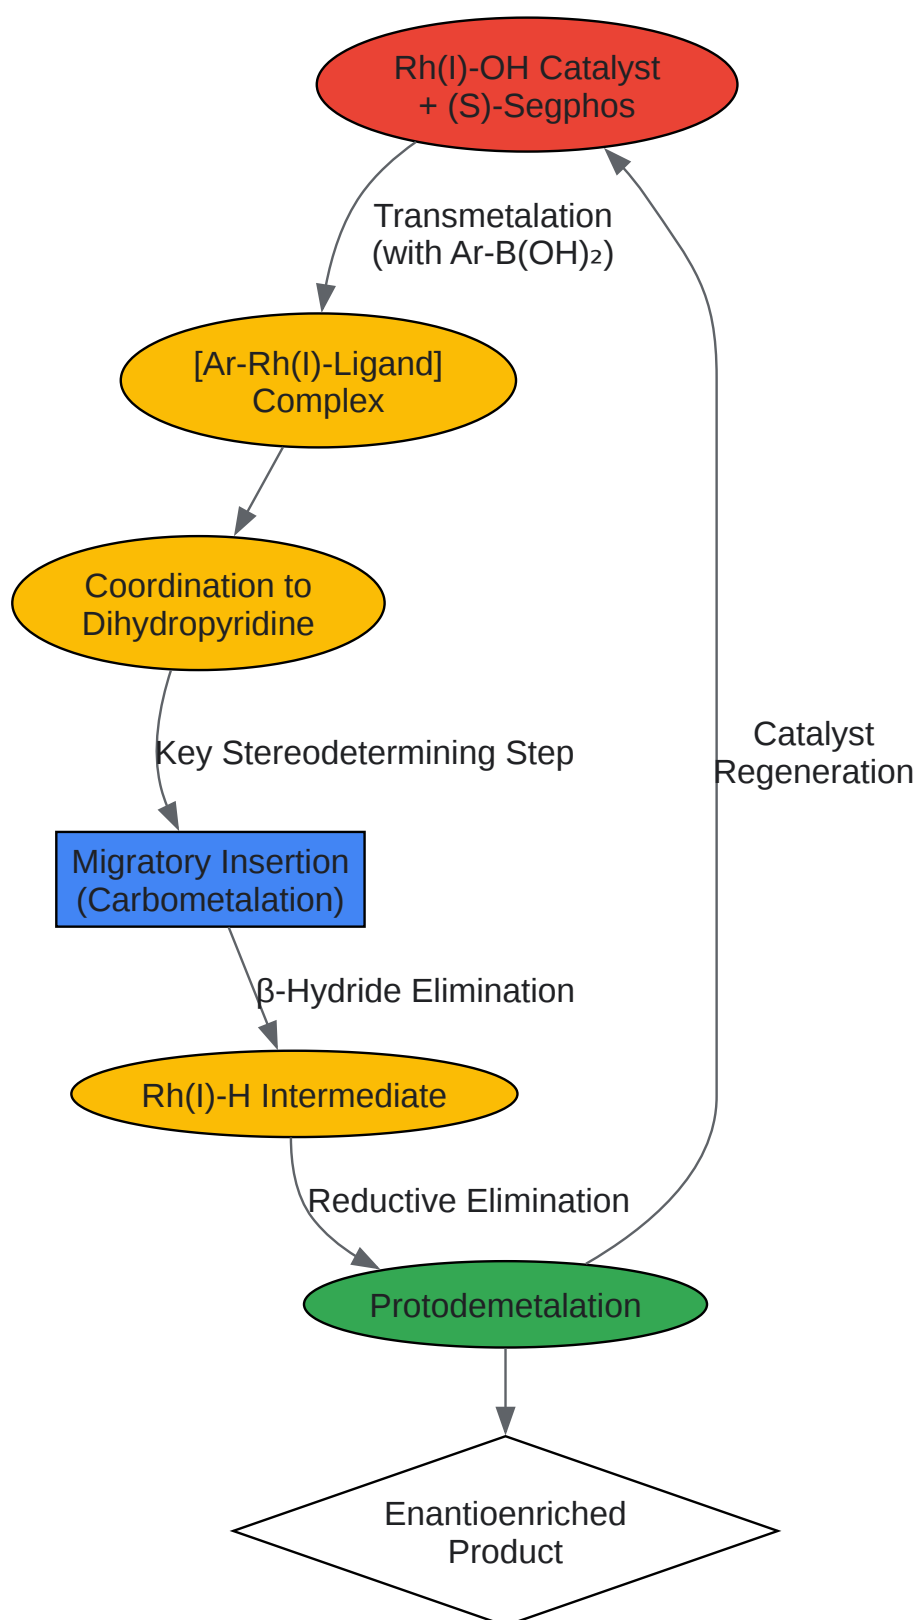 Rh(I)-OH Catalyst
+ (S)-Segphos
Transmetalation
(with Ar-B(OH)₂)
[Ar-Rh(I)-Ligand]
Complex
Coordination to
Dihydropyridine
Key Stereodetermining Step
Catalyst
Regeneration
Migratory Insertion
(Carbometalation)
β-Hydride Elimination
Rh(I)-H Intermediate
Reductive Elimination
Protodemetalation
Enantioenriched
Product